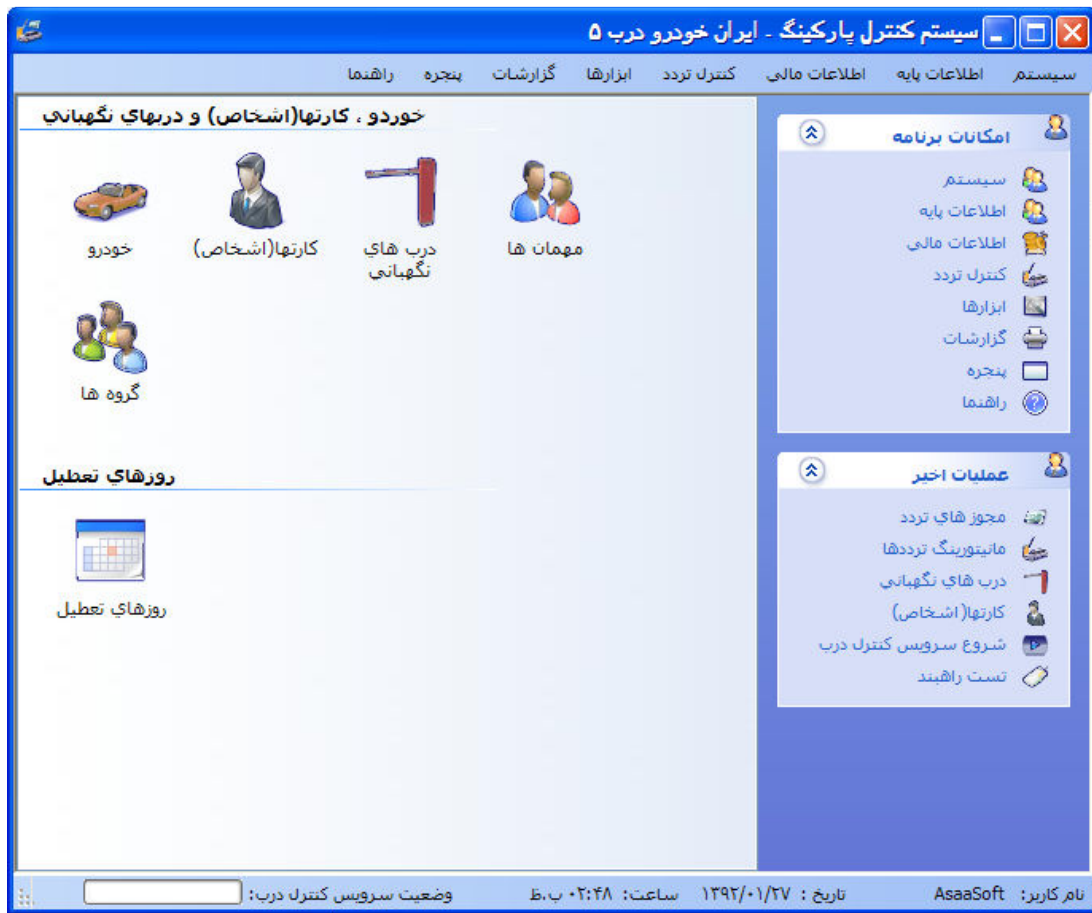 سیستم کنترل پارکینگ - ایران خودرو درب ۵
سیستم
اطلاعات پایه
اطلاعات مالی
کنترل تردد
ابزارها
گزارشات
پنجره
راهنما
امکانات برنامه
سیستم
اطلاعات پایه
اطلاعات مالی
کنترل تردد
ابزارها
گزارشات
پنجره
راهنما
عملیات اخیر
مجوز هاي تردد
مانیتورینگ ترددها
درب هاي نگهبانی
کارتها(اشخاص)
شروع سرویس کنترل درب
تست راهبند
خوردو ، کارتها(اشخاص) و دربهاي نگهباني
خودرو
کارتها(اشخاص)
درب هاي
نگهبانی
مهمان ها
گروه ها
روزهاي تعطیل
روزهاي تعطیل
نام کاربر: AsaaSoft
تاریخ : ۱۳۹۲/۰۱/۲۷
ساعت: ۰۲:۴۸ ب.ظ
وضعیت سرویس کنترل درب: